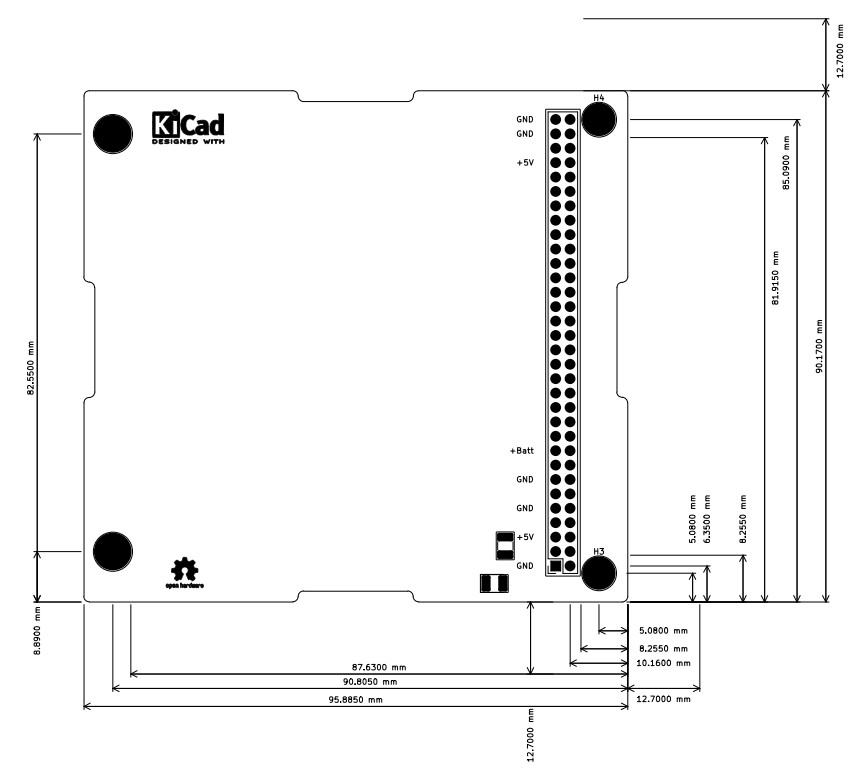 12.7000 mm
H4
KiCad
DESIGNED WITH
GND
GND
+5V
85.0900 mm
81.9150 mm
90.1700 mm
82.5500 mm
+Batt
GND
GND
+5V
GND
H3
5.0800 mm
6.3500 mm
8.2550 mm
open hardware
8.8900 mm
5.0800 mm
8.2550 mm
10.1600 mm
87.6300 mm
90.8050 mm
95.8850 mm
12.7000 mm
12.7000 mm